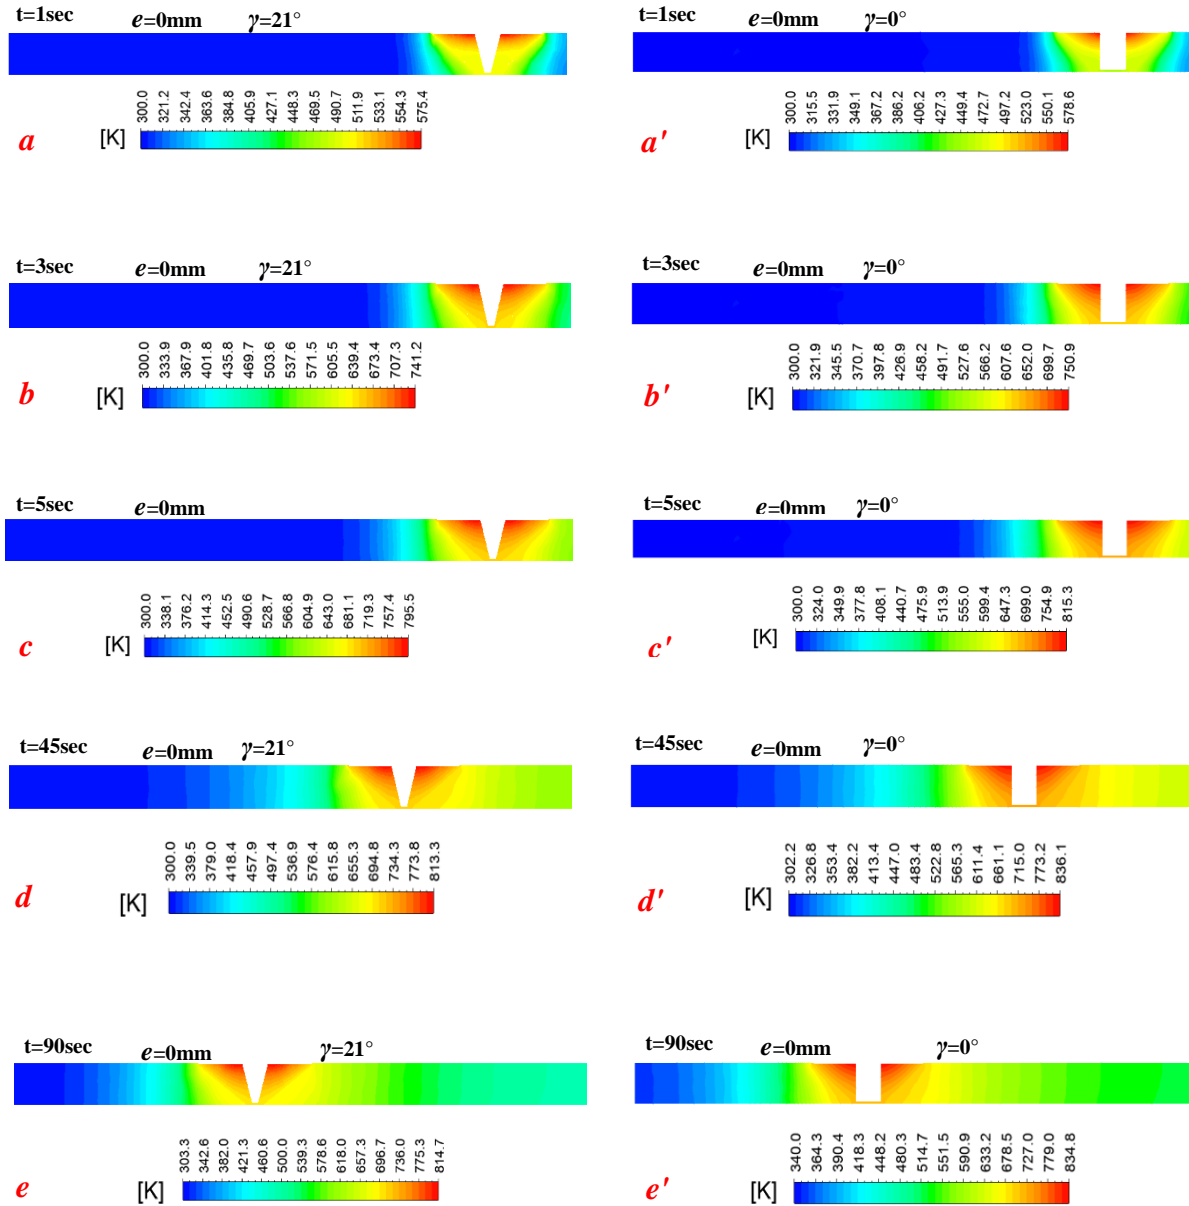 t=1sec e=0mm γ=21°
300.0 321.2 342.4 363.6 384.8 405.9 427.1 448.3 469.5 490.7 511.9 533.1 554.3 575.4
a [K]
t=1sec e=0mm γ=0°
300.0 315.5 331.9 349.1 367.2 386.2 406.2 427.3 449.4 472.7 497.2 523.0 550.1 578.6
a' [K]
t=3sec e=0mm γ=21°
300.0 333.9 367.9 401.8 435.8 469.7 503.6 537.6 571.5 605.5 639.4 673.4 707.3 741.2
b [K]
t=3sec e=0mm γ=0°
300.0 321.9 345.5 370.7 397.8 426.9 458.2 491.7 527.6 566.2 607.6 652.0 699.7 750.9
b' [K]
t=5sec e=0mm
300.0 338.1 376.2 414.3 452.5 490.6 528.7 566.8 604.9 643.0 681.1 719.3 757.4 795.5
c [K]
t=5sec e=0mm γ=0°
300.0 324.0 349.9 377.8 408.1 440.7 475.9 513.9 555.0 599.4 647.3 699.0 754.9 815.3
c' [K]
t=45sec e=0mm γ=21°
300.0 339.5 379.0 418.4 457.9 497.4 536.9 576.4 615.8 655.3 694.8 734.3 773.8 813.3
d [K]
t=45sec e=0mm γ=0°
302.2 326.8 353.4 382.2 413.4 447.0 483.4 522.8 565.3 611.4 661.1 715.0 773.2 836.1
d' [K]
t=90sec e=0mm γ=21°
303.3 342.6 382.0 421.3 460.6 500.0 539.3 578.6 618.0 657.3 696.7 736.0 775.3 814.7
e [K]
t=90sec e=0mm γ=0°
340.0 364.3 390.4 418.3 448.2 480.3 514.7 551.5 590.9 633.2 678.5 727.0 779.0 834.8
e' [K]